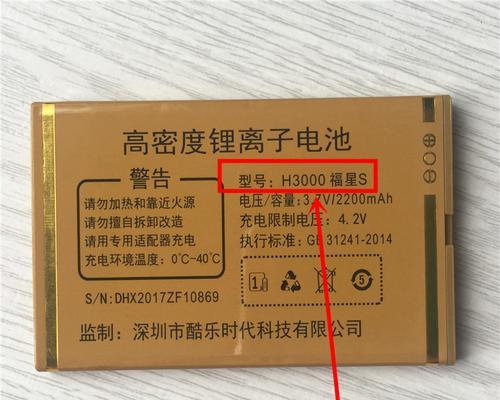 高密度锂离子电池
警告
请勿加热和靠近火源
请勿擅自拆卸改造
请用专用适配器充电
充电环境温度：0℃-40℃
型号：H3000 福星S
电压/容量：3.7V/2200mAh
充电限制电压：4.2V
执行标准：GB 31241-2014
1
5
S/N:DHX2017ZF10869
监制：深圳市酷乐时代科技有限公司